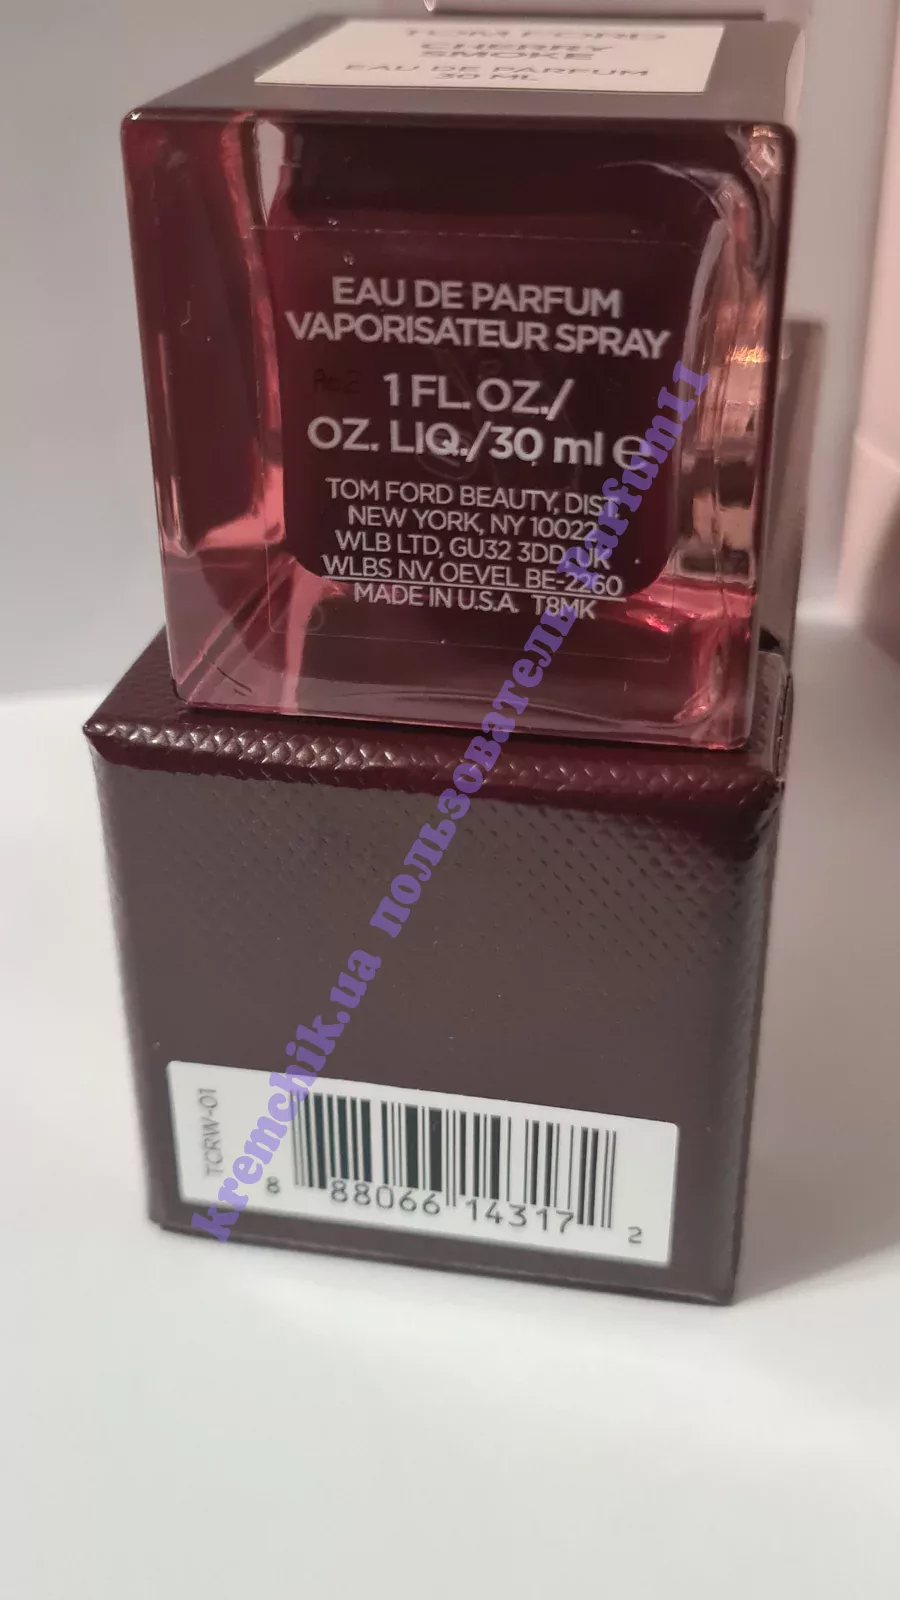 TOM FORD
CHERRY
SMOKE
EAU DE PARFUM
30 ML
EAU DE PARFUM
VAPORISATEUR SPRAY
1 FL. OZ./
OZ. LIQ./30 ml e
TOM FORD BEAUTY, DIST.
NEW YORK, NY 10022
WLB LTD, GU32 3DD, UK
WLBS NV, OEVEL BE-2260
MADE IN U.S.A. T8MK
kremchik.ua пользователь parfum11
TCRW-01
8 88066 14317 2